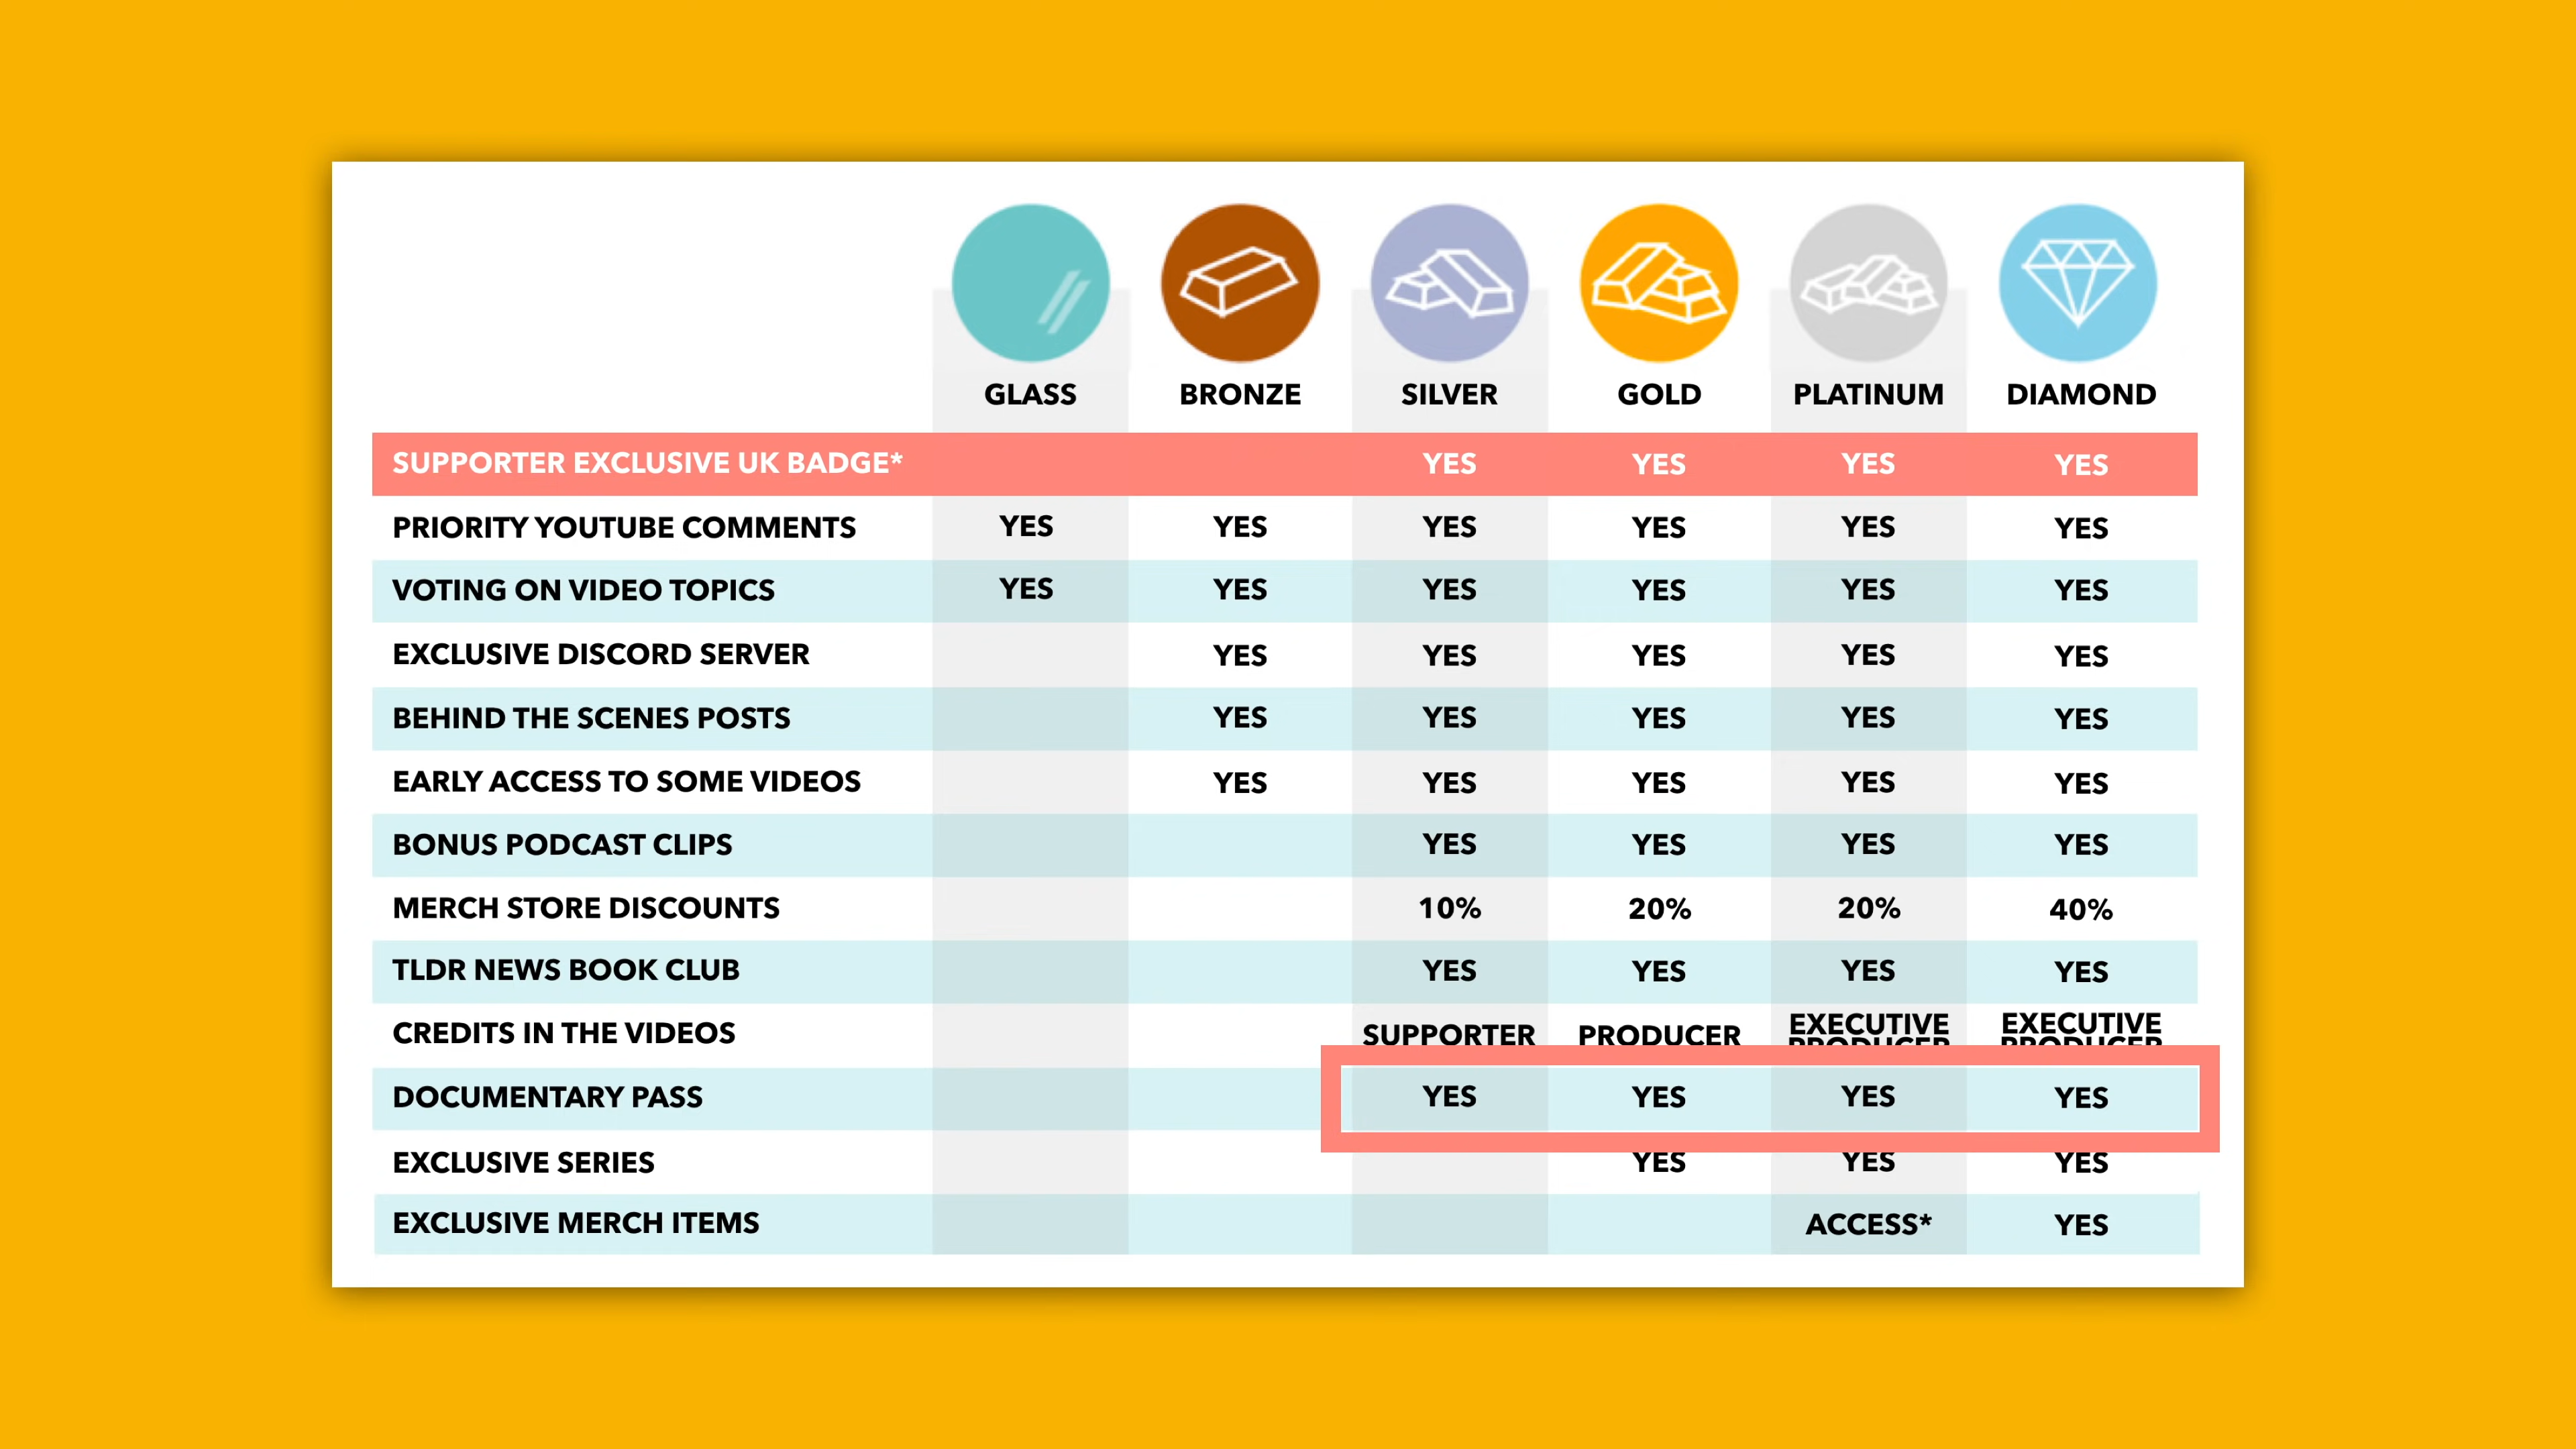 GLASS BRONZE SILVER GOLD PLATINUM DIAMOND
SUPPORTER EXCLUSIVE UK BADGE* YES YES YES YES
PRIORITY YOUTUBE COMMENTS YES YES YES YES YES YES
VOTING ON VIDEO TOPICS YES YES YES YES YES YES
EXCLUSIVE DISCORD SERVER YES YES YES YES YES
BEHIND THE SCENES POSTS YES YES YES YES YES
EARLY ACCESS TO SOME VIDEOS YES YES YES YES YES
BONUS PODCAST CLIPS YES YES YES YES
MERCH STORE DISCOUNTS 10% 20% 20% 40%
TLDR NEWS BOOK CLUB YES YES YES YES
CREDITS IN THE VIDEOS SUPPORTER PRODUCER EXECUTIVE PRODUCER EXECUTIVE PRODUCER
DOCUMENTARY PASS YES YES YES YES
EXCLUSIVE SERIES YES YES YES
EXCLUSIVE MERCH ITEMS ACCESS* YES